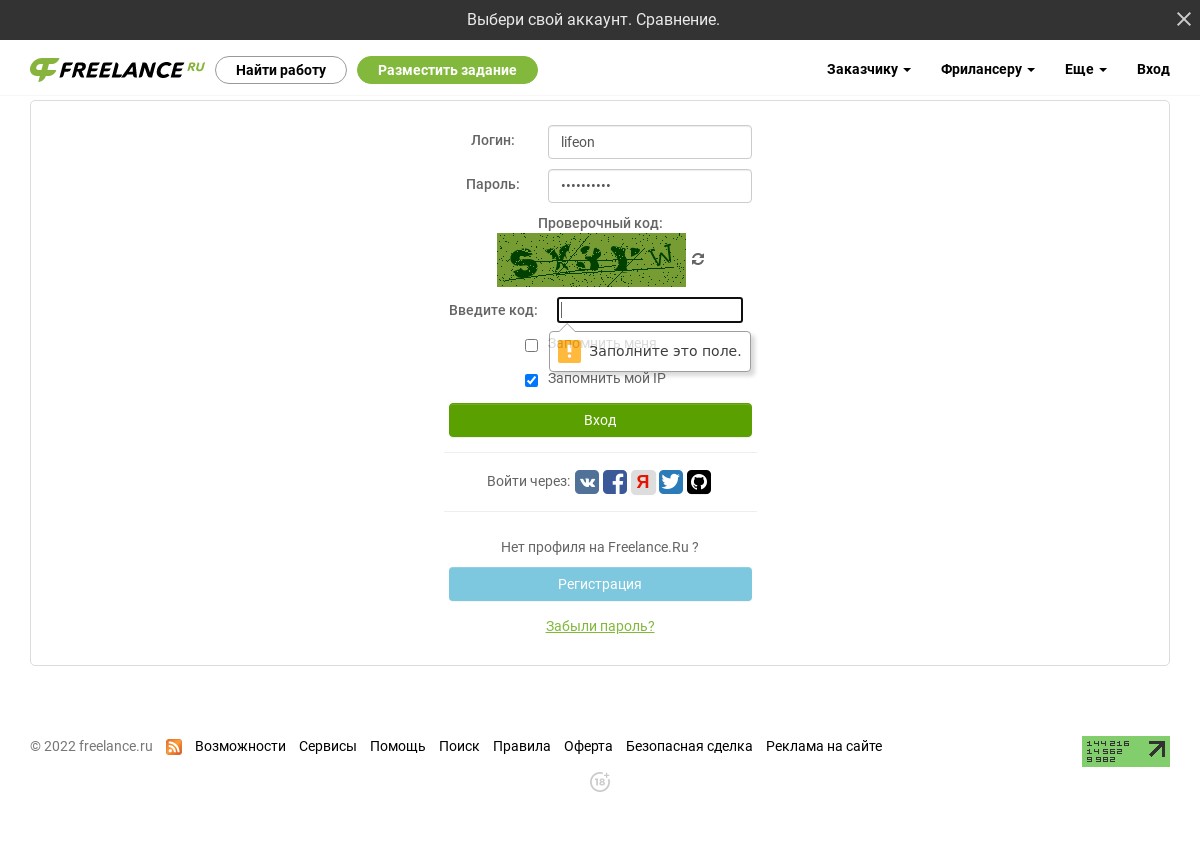 Выбери свой аккаунт. Сравнение.
FREELANCE RU
Найти работу
Разместить задание
Заказчику
Фрилансеру
Еще
Вход
Логин:
lifeon
Пароль:
••••••••••
Проверочный код:
Введите код:
Запомнить меня
Заполните это поле.
Запомнить мой IP
Вход
Войти через:
Я
Нет профиля на Freelance.Ru ?
Регистрация
Забыли пароль?
© 2022 freelance.ru
Возможности
Сервисы
Помощь
Поиск
Правила
Оферта
Безопасная сделка
Реклама на сайте
144216
14562
9982
18+